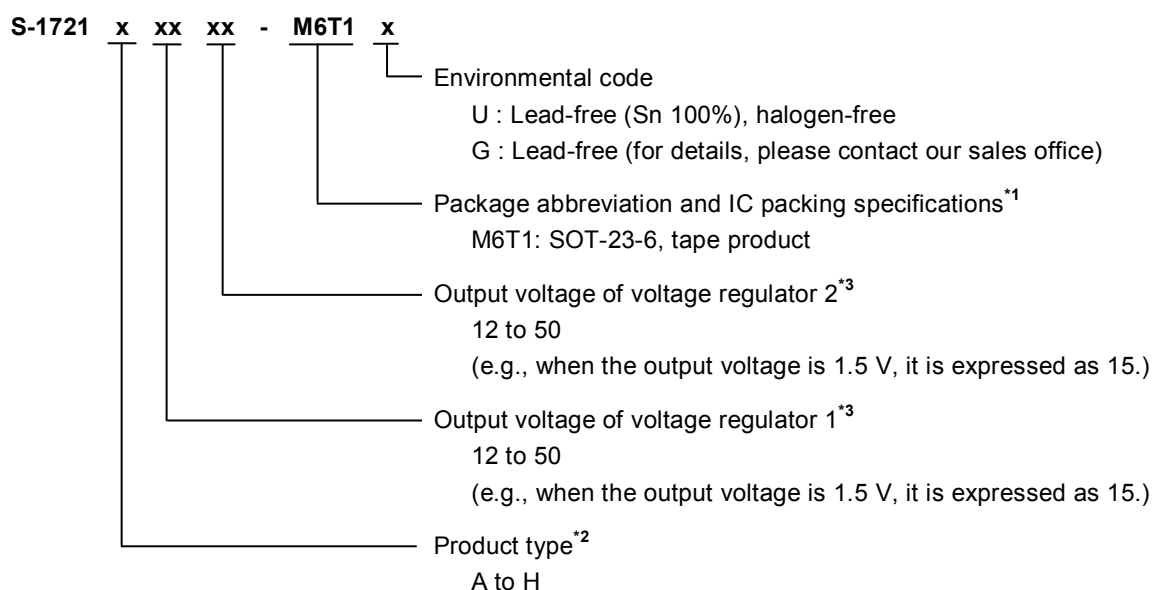 S-1721 x xx xx - M6T1 x
Environmental code
U : Lead-free (Sn 100%), halogen-free
G : Lead-free (for details, please contact our sales office)
Package abbreviation and IC packing specifications*1
M6T1: SOT-23-6, tape product
Output voltage of voltage regulator 2*3
12 to 50
(e.g., when the output voltage is 1.5 V, it is expressed as 15.)
Output voltage of voltage regulator 1*3
12 to 50
(e.g., when the output voltage is 1.5 V, it is expressed as 15.)
Product type*2
A to H